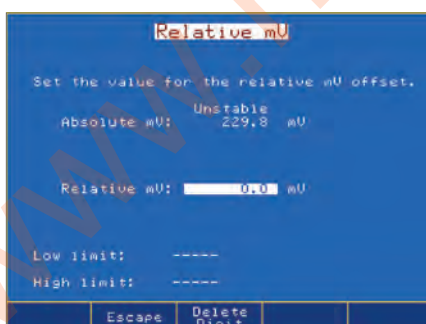 Relative mV
Set the value for the relative mV offset.
Unstable
Absolute mV: 229.8 mV
Relative mV: 0.0 mV
Low limit: -----
High limit: -----
Escape Delete
Digit